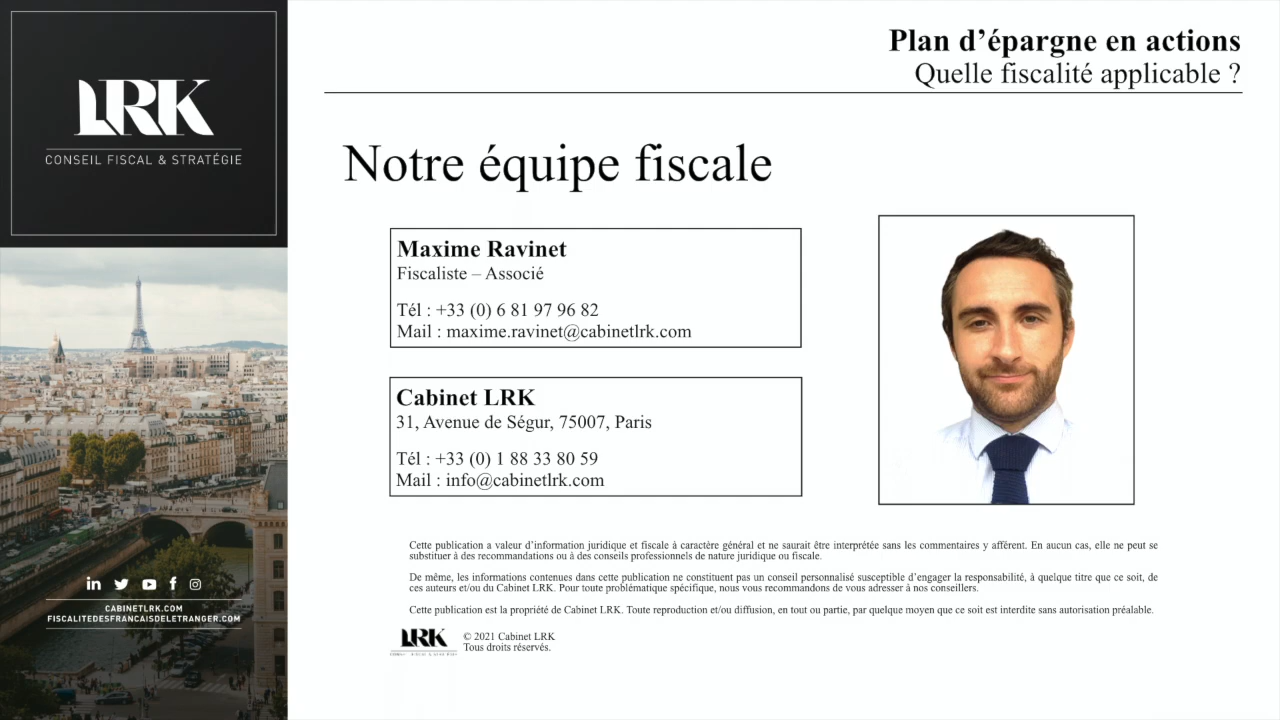 LRK
CONSEIL FISCAL & STRATÉGIE
CABINETLRK.COM
FISCALITEDESFRANCAISDELETRANGER.COM
Plan d’épargne en actions
Quelle fiscalité applicable ?
Notre équipe fiscale
Maxime Ravinet
Fiscaliste – Associé
Tél : +33 (0) 6 81 97 96 82
Mail : maxime.ravinet@cabinetlrk.com
Cabinet LRK
31, Avenue de Ségur, 75007, Paris
Tél : +33 (0) 1 88 33 80 59
Mail : info@cabinetlrk.com
Cette publication a valeur d’information juridique et fiscale à caractère général et ne saurait être interprétée sans les commentaires y afférent. En aucun cas, elle ne peut se
substituer à des recommandations ou à des conseils professionnels de nature juridique ou fiscale.
De même, les informations contenues dans cette publication ne constituent pas un conseil personnalisé susceptible d’engager la responsabilité, à quelque titre que ce soit, de
ces auteurs et/ou du Cabinet LRK. Pour toute problématique spécifique, nous vous recommandons de vous adresser à nos conseillers.
Cette publication est la propriété de Cabinet LRK. Toute reproduction et/ou diffusion, en tout ou partie, par quelque moyen que ce soit est interdite sans autorisation préalable.
LRK
© 2021 Cabinet LRK
Tous droits réservés.